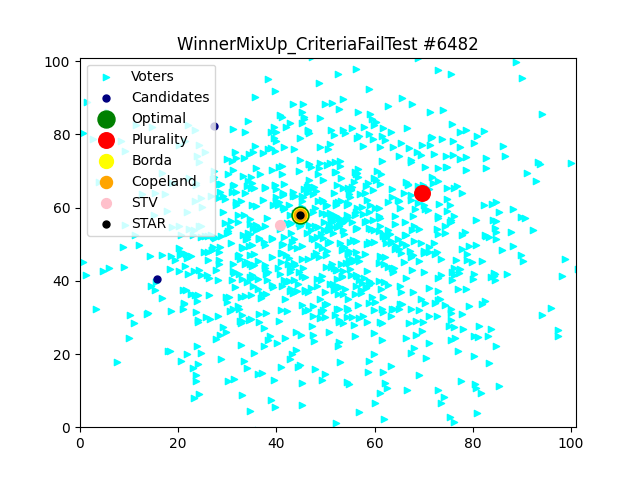 WinnerMixUp_CriteriaFailTest #6482
100
80
60
40
20
0
0
20
40
60
80
100
Voters
Candidates
Optimal
Plurality
Borda
Copeland
STV
STAR